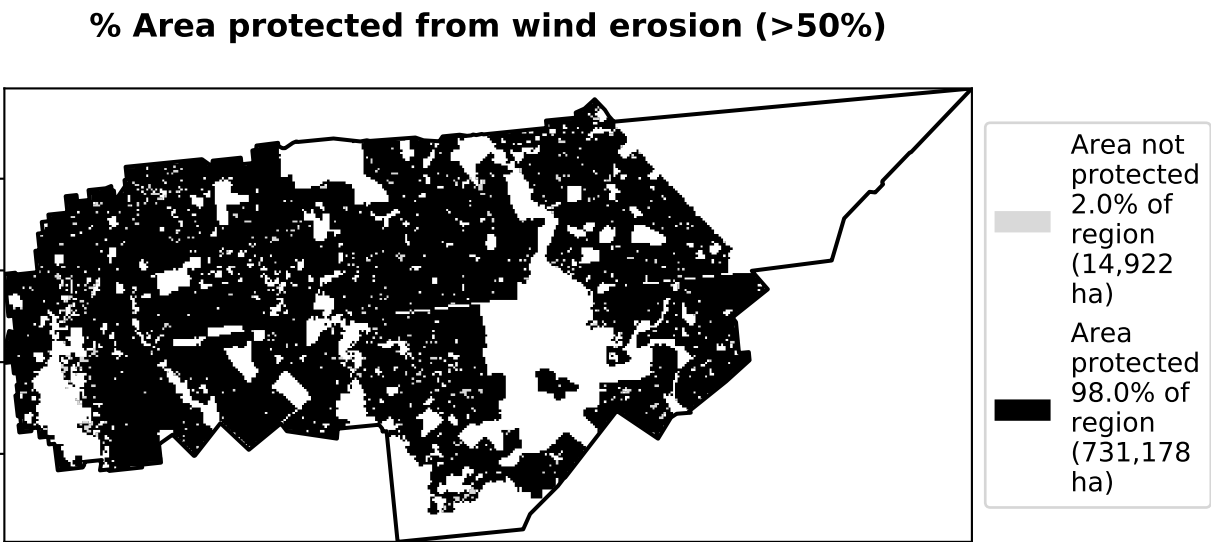 % Area protected from wind erosion (>50%)
Area not
protected
2.0% of
region
(14,922
ha)
Area
protected
98.0% of
region
(731,178
ha)